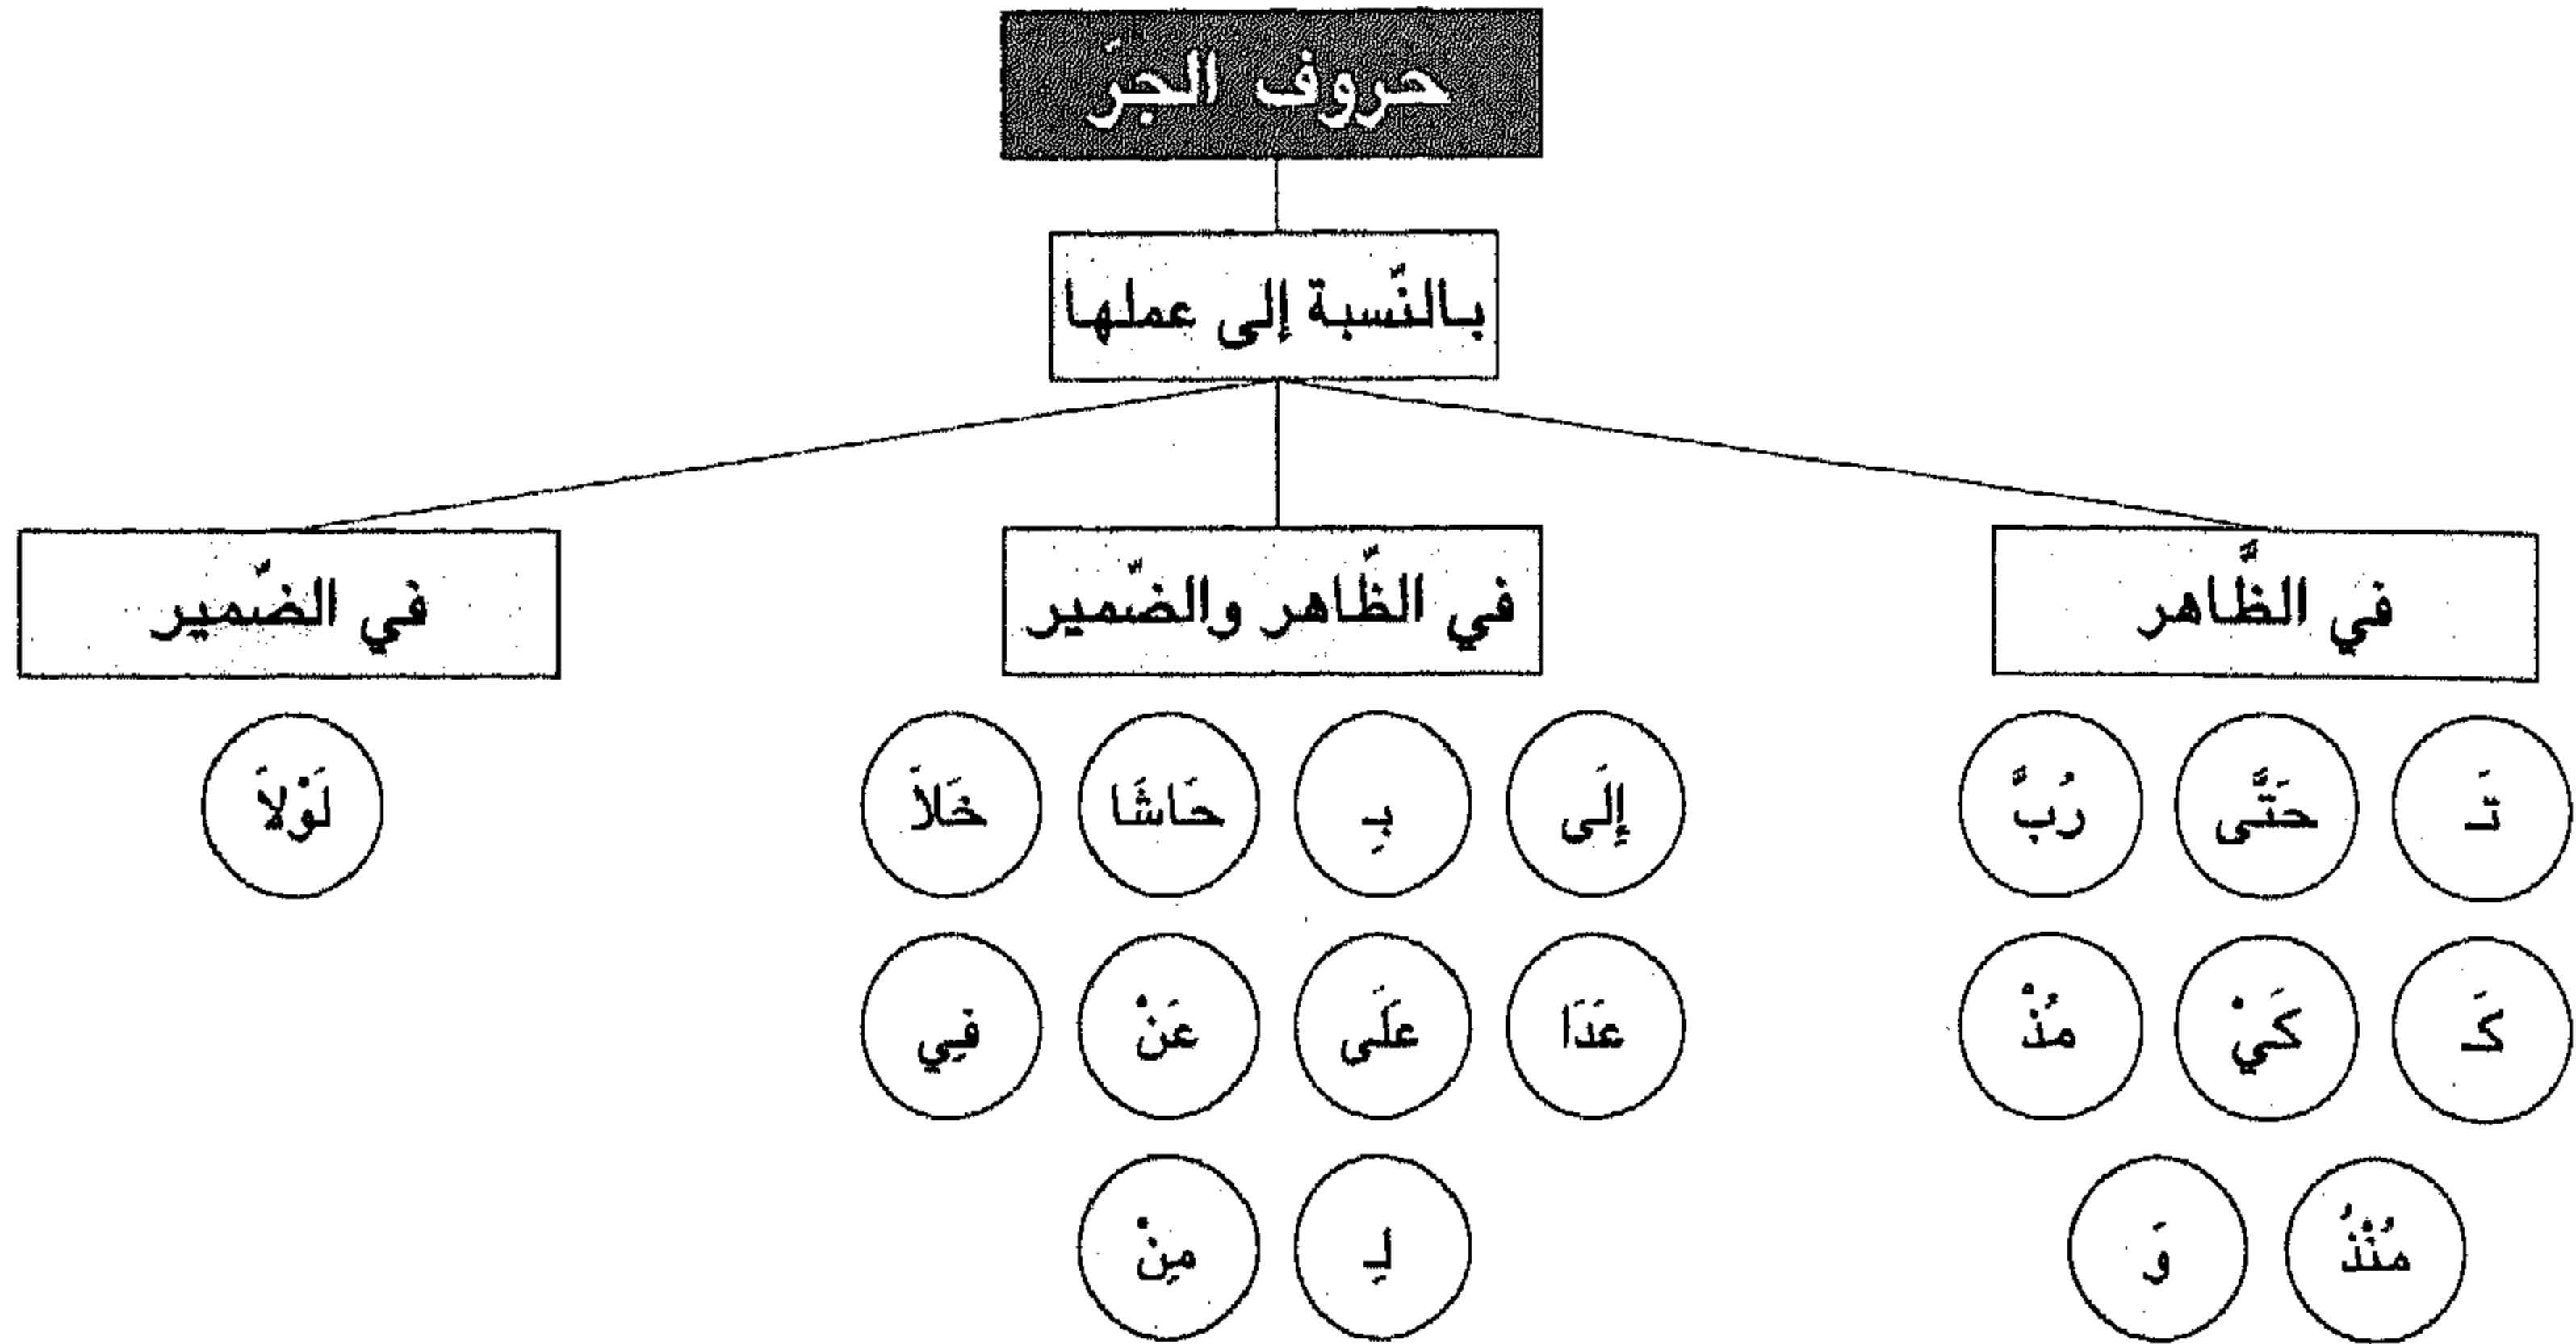 حروف الجرّ
بالنّسبة إلى عملها
في الظَّاهر
في الظّاهر والضّمير
في الضّمير
تَـ حَتَّى رُبَّ
كَـ كَيْ مُذْ
مُنْذُ وَ
إِلَى بِـ حَاشَا خَلاَ
عَدَا عَلَى عَنْ فِي
لِـ مِنْ
لَوْلاَ